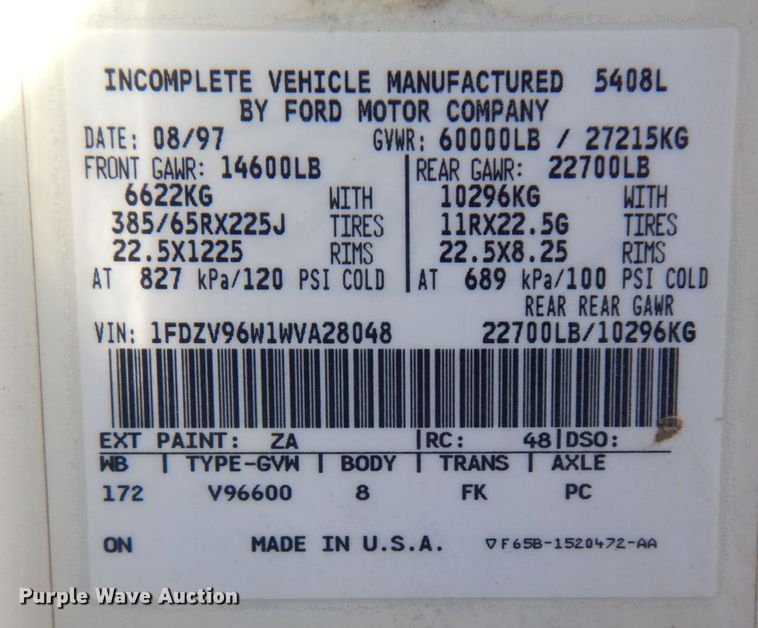 INCOMPLETE VEHICLE MANUFACTURED 5408L
BY FORD MOTOR COMPANY
DATE: 08/97 GVWR: 60000LB / 27215KG
FRONT GAWR: 14600LB REAR GAWR: 22700LB
6622KG WITH 10296KG WITH
385/65RX225J TIRES 11RX22.5G TIRES
22.5X1225 RIMS 22.5X8.25 RIMS
AT 827 kPa/120 PSI COLD AT 689 kPa/100 PSI COLD
REAR REAR GAWR
VIN: 1FDZV96W1WVA28048 22700LB/10296KG
EXT PAINT: ZA |RC: 48|DSO:
WB | TYPE-GVW | BODY | TRANS | AXLE
172 V96600 8 FK PC
ON MADE IN U.S.A. ▽F65B-1520472-AA
Purple Wave Auction